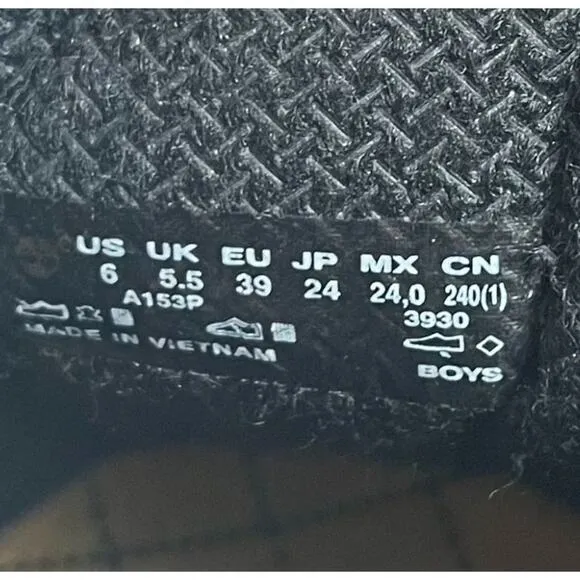 US UK EU JP MX CN
6 5.5 39 24 24,0 240(1)
A153P 3930
MADE IN VIETNAM
BOYS